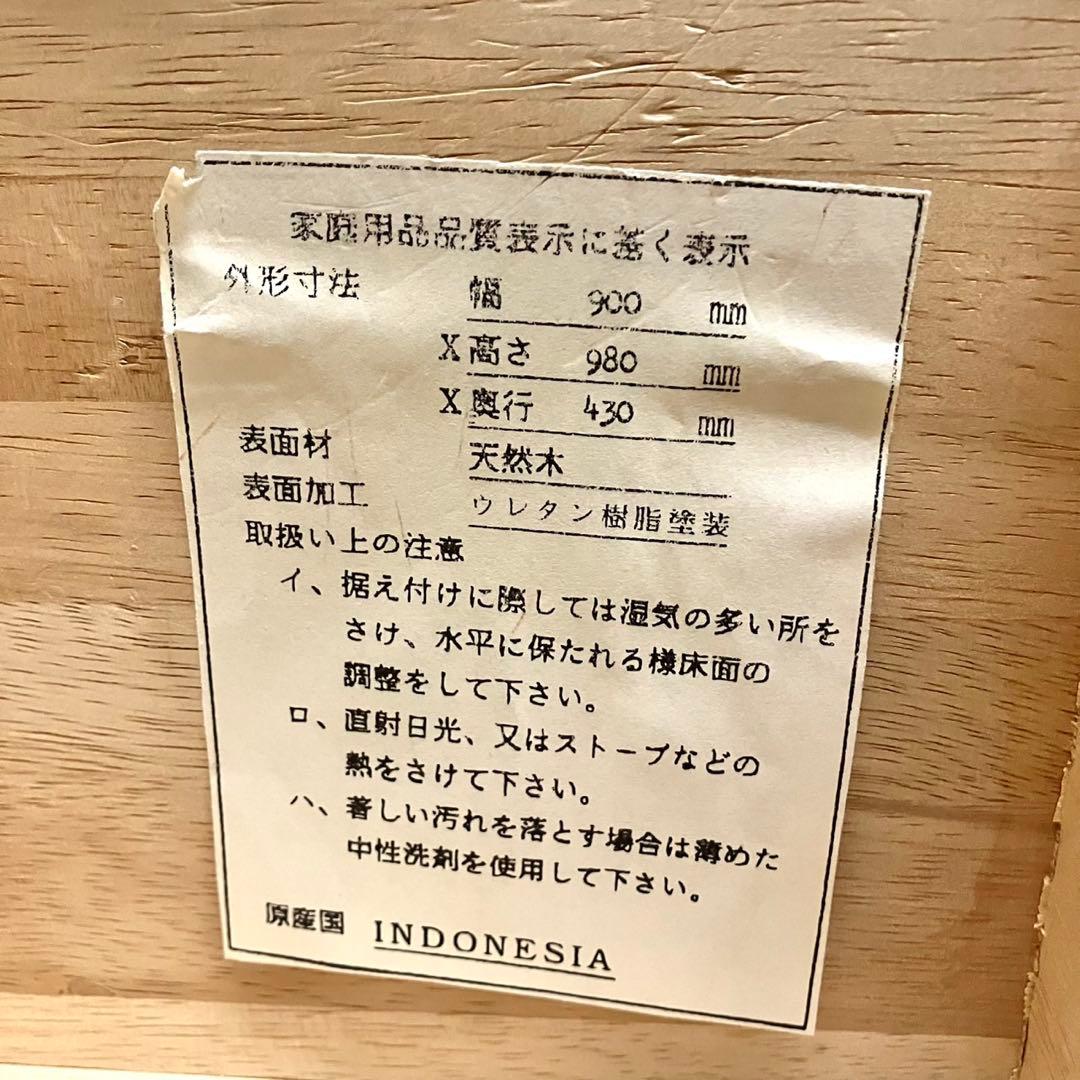 家庭用品品質表示に基く表示
外形寸法 幅 900 mm
X高さ 980 mm
X奥行 430 mm
表面材 天然木
表面加工 ウレタン樹脂塗装
取扱い上の注意
イ、据え付けに際しては湿気の多い所を
さけ、水平に保たれる様床面の
調整をして下さい。
ロ、直射日光、又はストーブなどの
熱をさけて下さい。
ハ、著しい汚れを落とす場合は薄めた
中性洗剤を使用して下さい。
原産国 INDONESIA